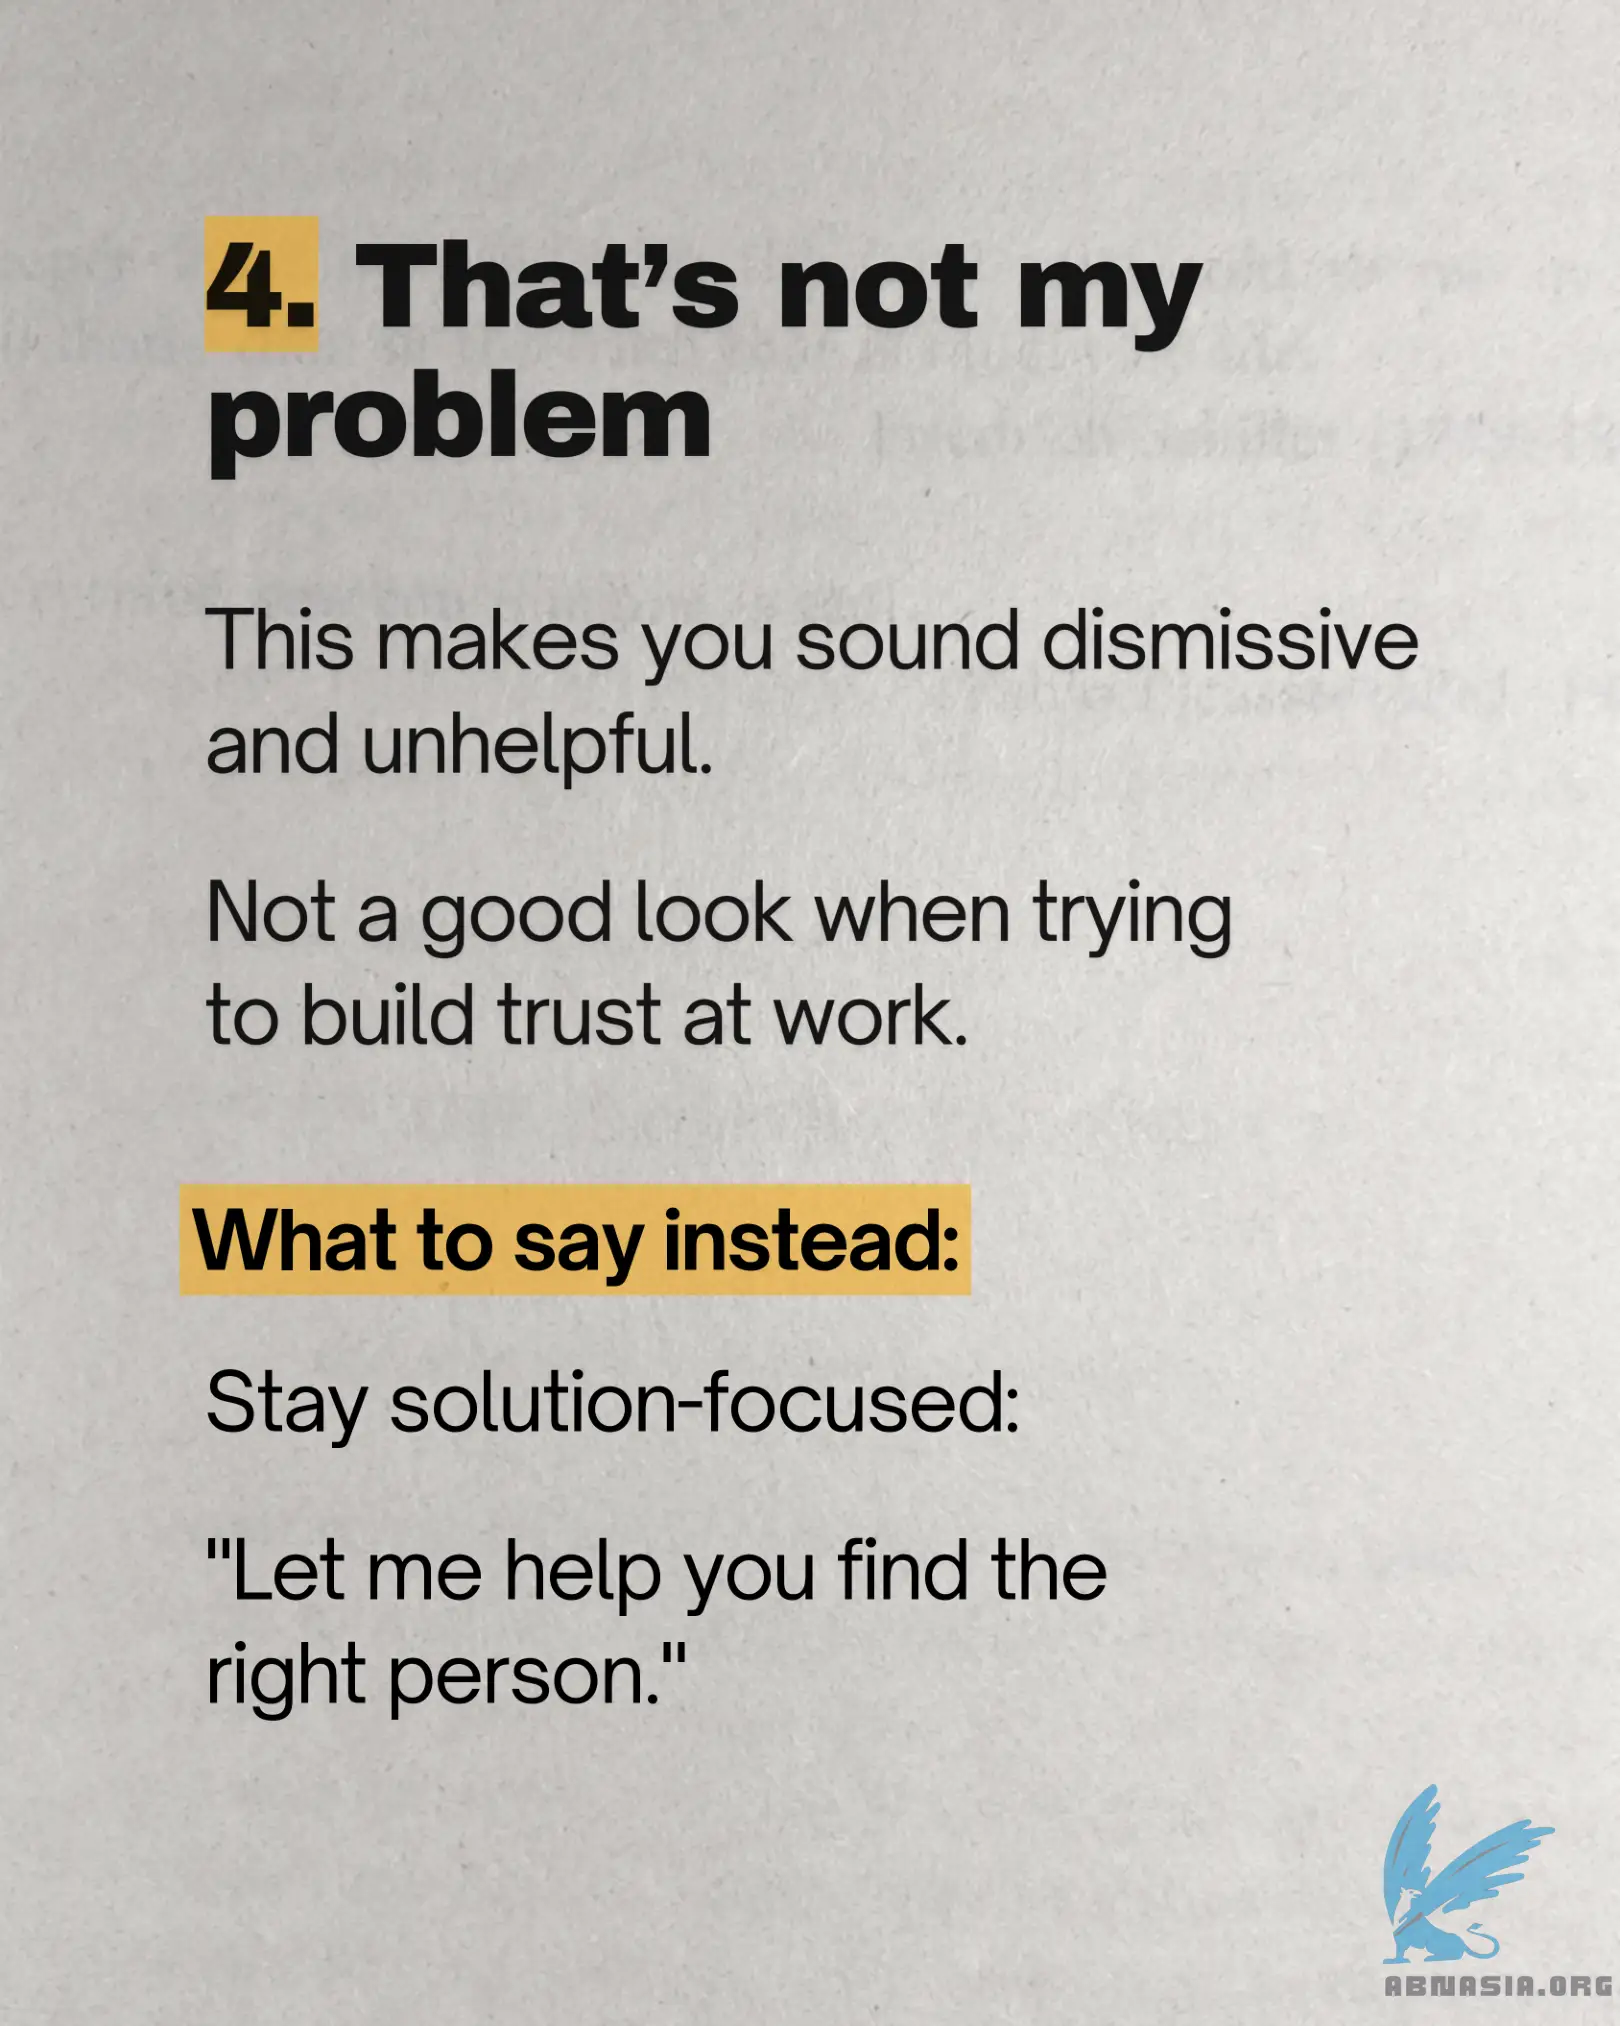 4. That’s not my
problem
This makes you sound dismissive
and unhelpful.
Not a good look when trying
to build trust at work.
What to say instead:
Stay solution-focused:
"Let me help you find the
right person."
ABNASIA.ORG